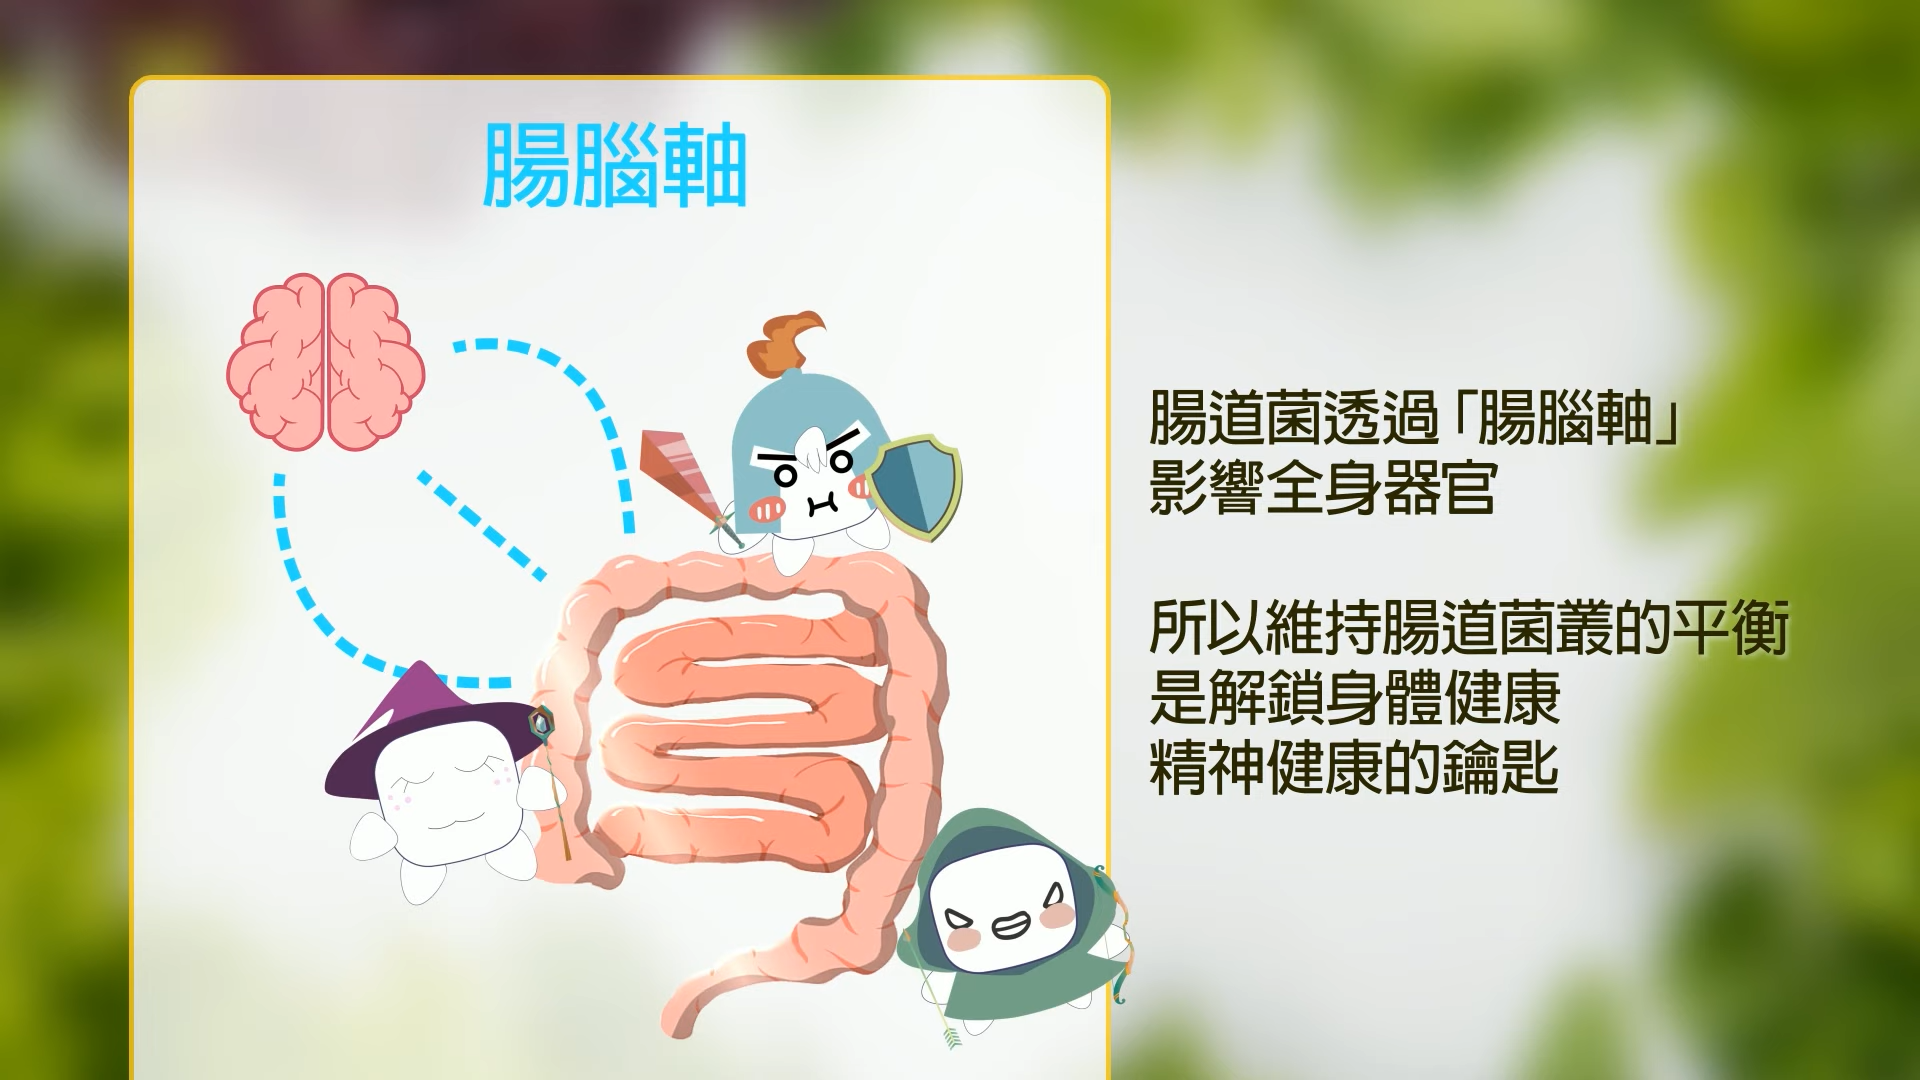 腸腦軸
腸道菌透過「腸腦軸」
影響全身器官
所以維持腸道菌叢的平衡
是解鎖身體健康
精神健康的鑰匙